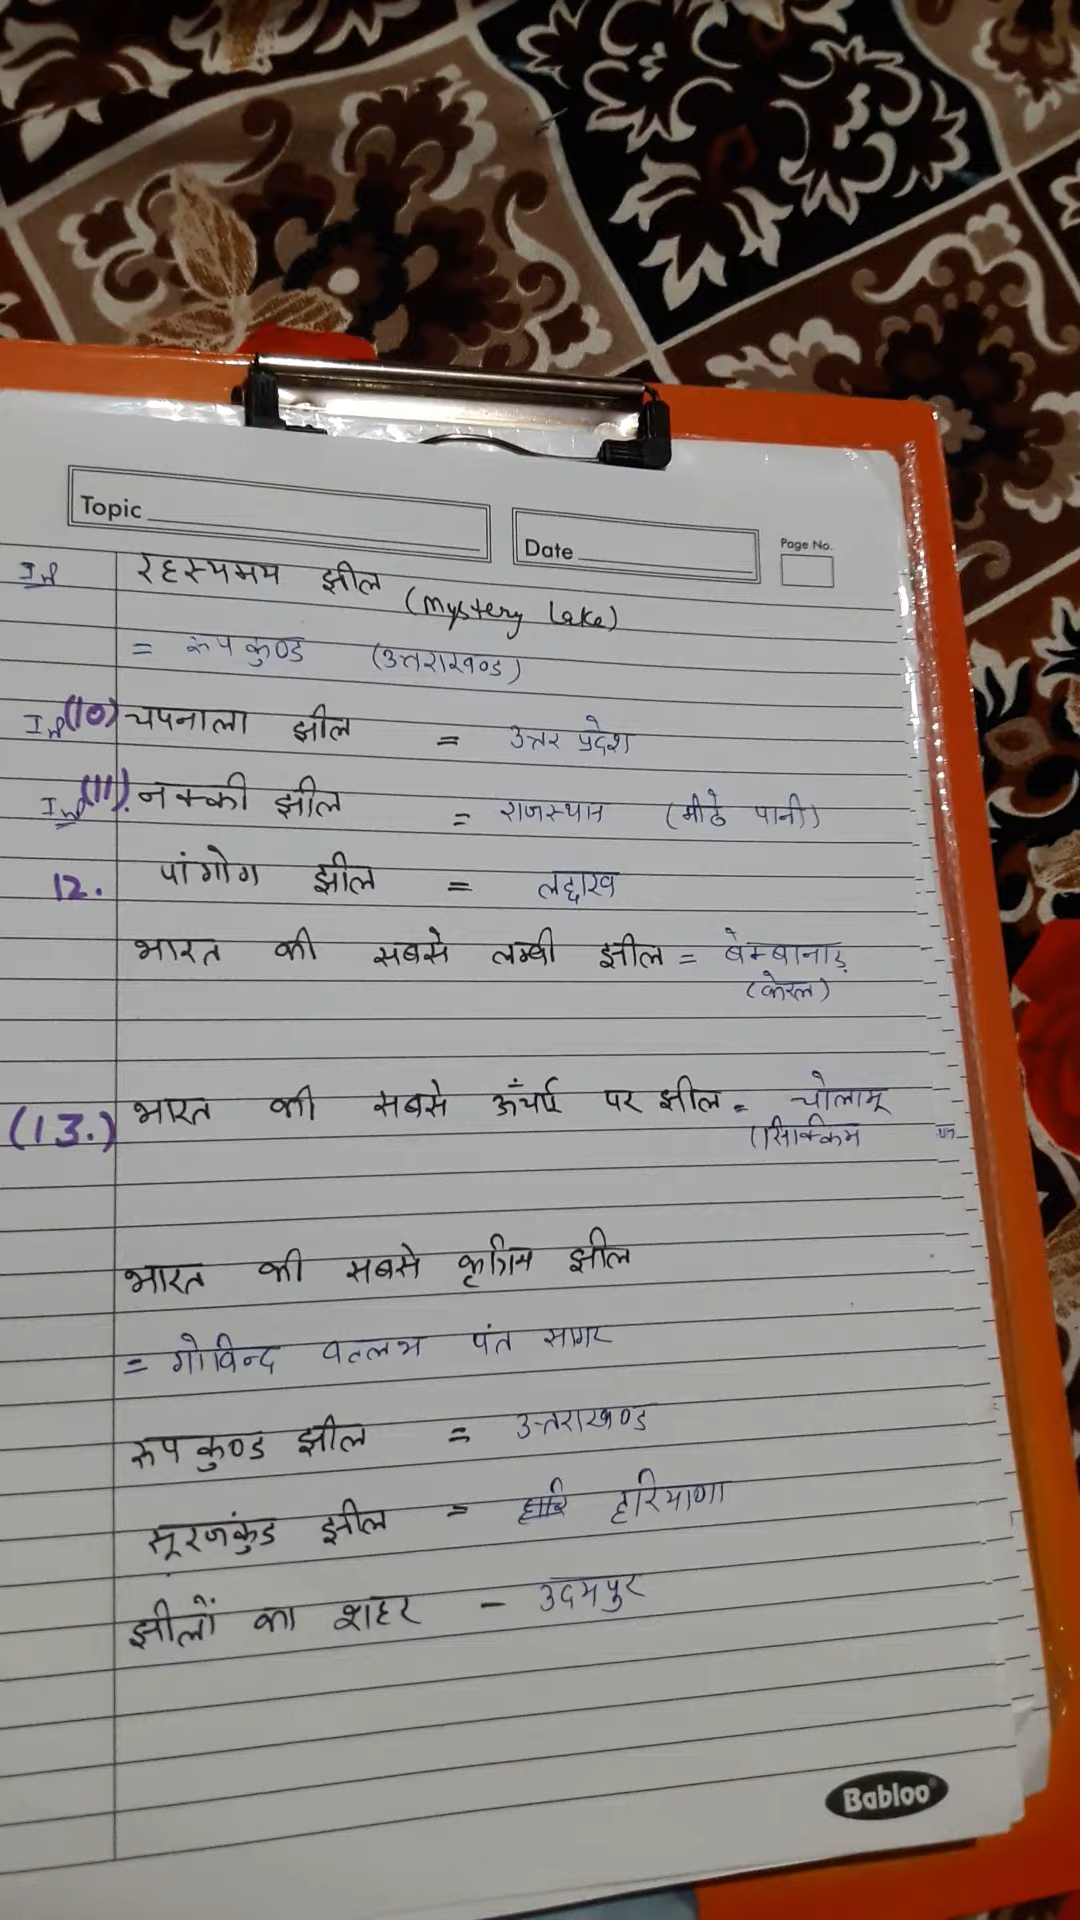 Topic
Date
Page No.
Imp रहस्यमय झील (mystery lake)
= रूपकुण्ड (उत्तराखण्ड)
Imp (10) चपनाला झील = उत्तर प्रदेश
Imp (11). नक्की झील = राजस्थान (मीठे पानी)
12. पांगोग झील = लद्दाख
भारत की सबसे लम्बी झील = बेम्बानाड़
(केरल)
(13.) भारत की सबसे ऊँचाई पर झील = चोलामू
(सिक्किम
भारत की सबसे कृत्रिम झील
= गोविन्द वल्लभ पंत सागर
रूपकुण्ड झील = उत्तराखण्ड
सूरजकुंड झील = हरियाणा
झीलों का शहर - उदयपुर
Babloo